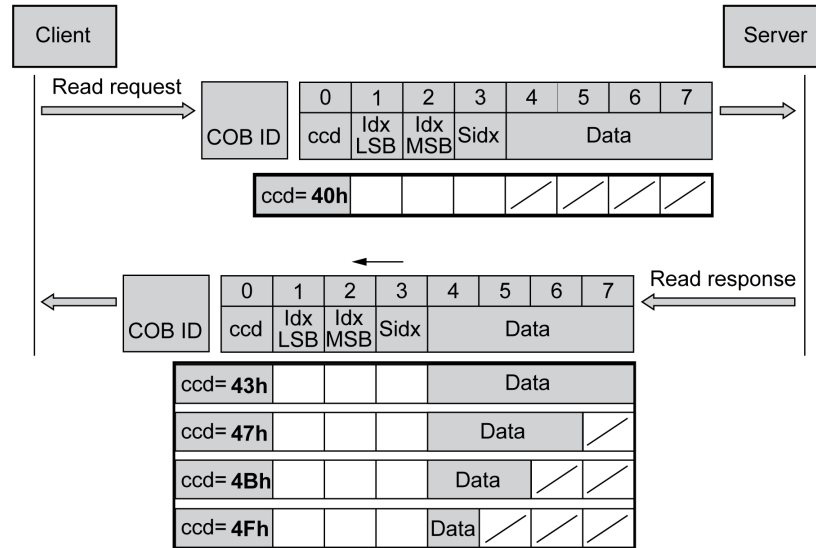 Client
Server
Read request
0 1 2 3 4 5 6 7
COB ID
ccd Idx LSB Idx MSB Sidx Data
ccd= 40h
Read response
0 1 2 3 4 5 6 7
COB ID
ccd Idx LSB Idx MSB Sidx Data
ccd= 43h Data
ccd= 47h Data
ccd= 4Bh Data
ccd= 4Fh Data